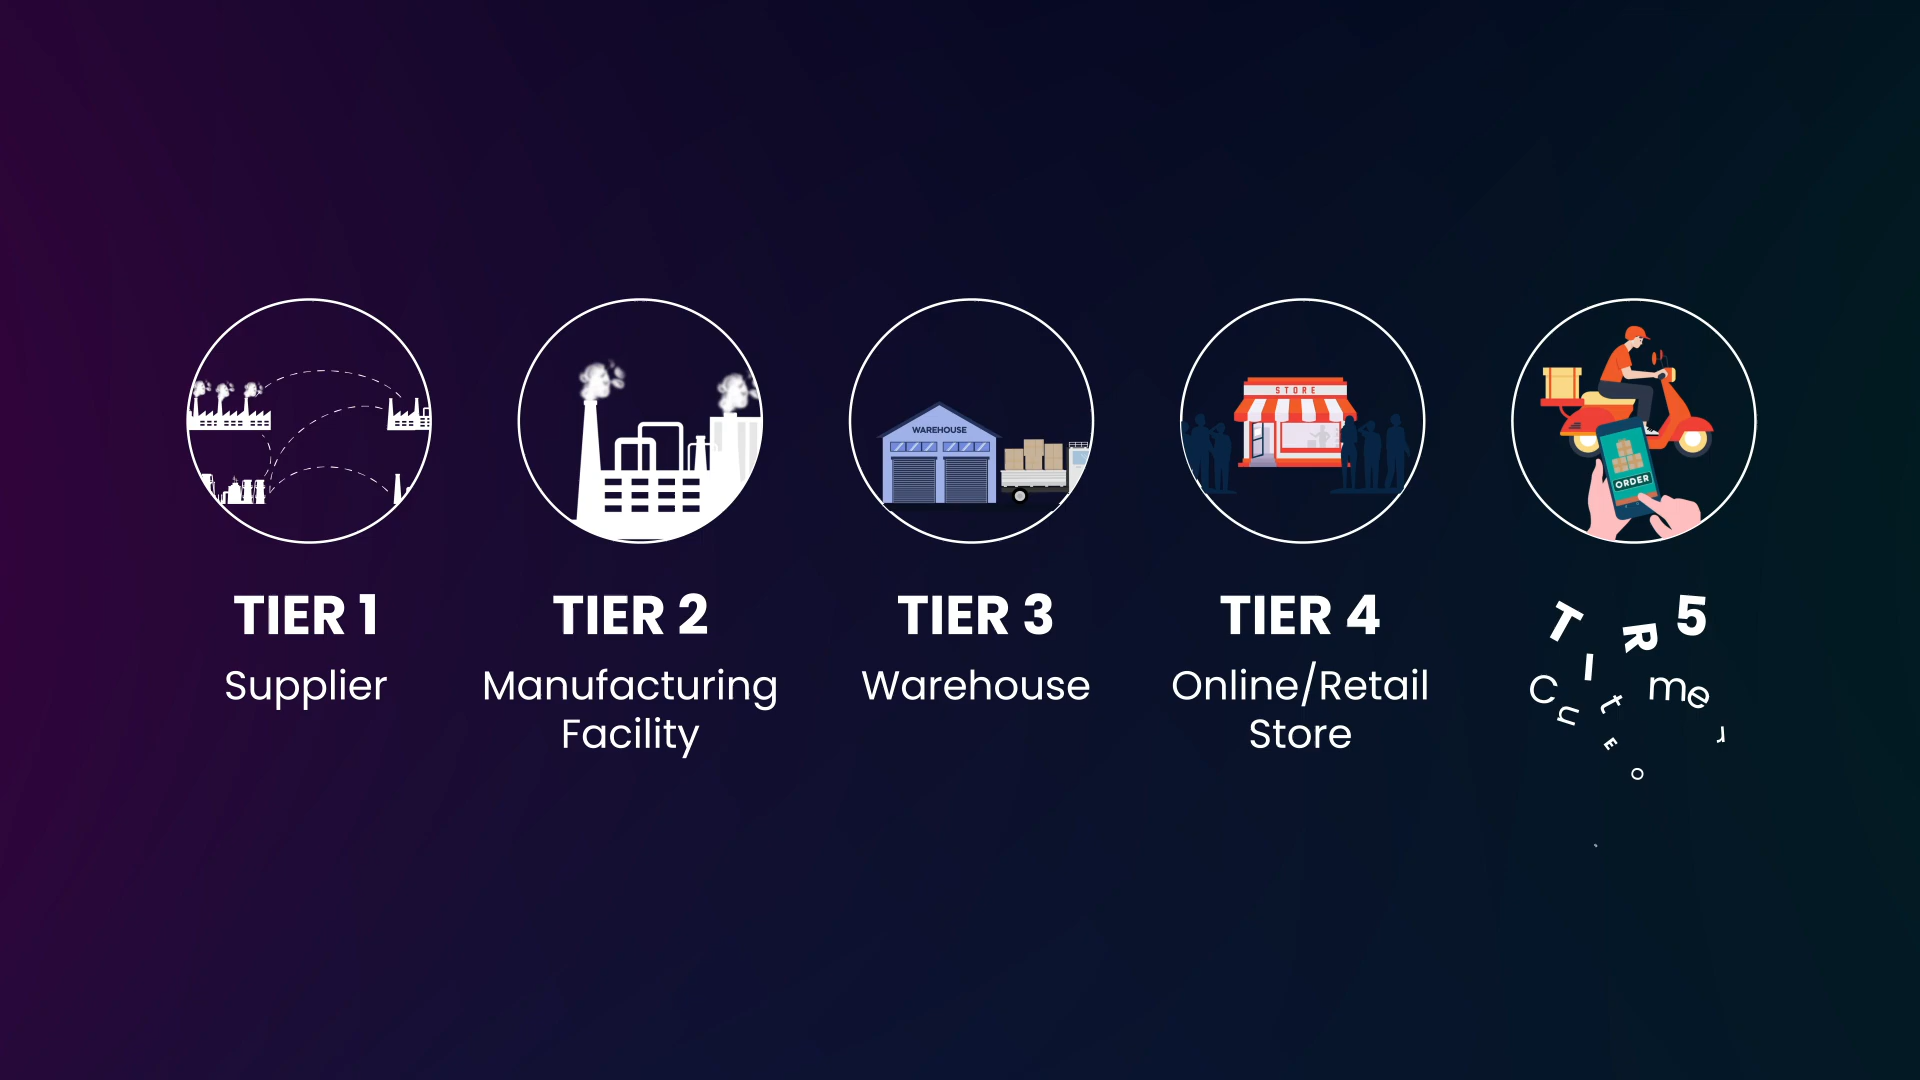 STORE
WAREHOUSE
ORDER
TIER 1
TIER 2
TIER 3
TIER 4
TIER 5
Supplier
Manufacturing
Facility
Warehouse
Online/Retail
Store